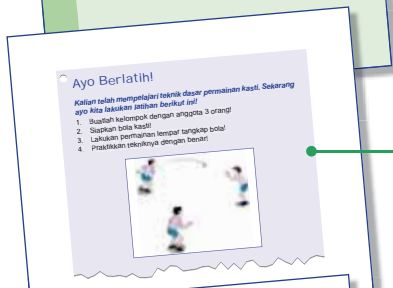 Ayo Berlatih!
Kalian telah mempelajari teknik dasar permainan kasti. Sekarang
ayo kita lakukan latihan berikut ini!
1. Buatlah kelompok dengan anggota 3 orang!
2. Siapkan bola kasti!
3. Lakukan permainan lempar tangkap bola!
4. Praktikkan tekniknya dengan benar!